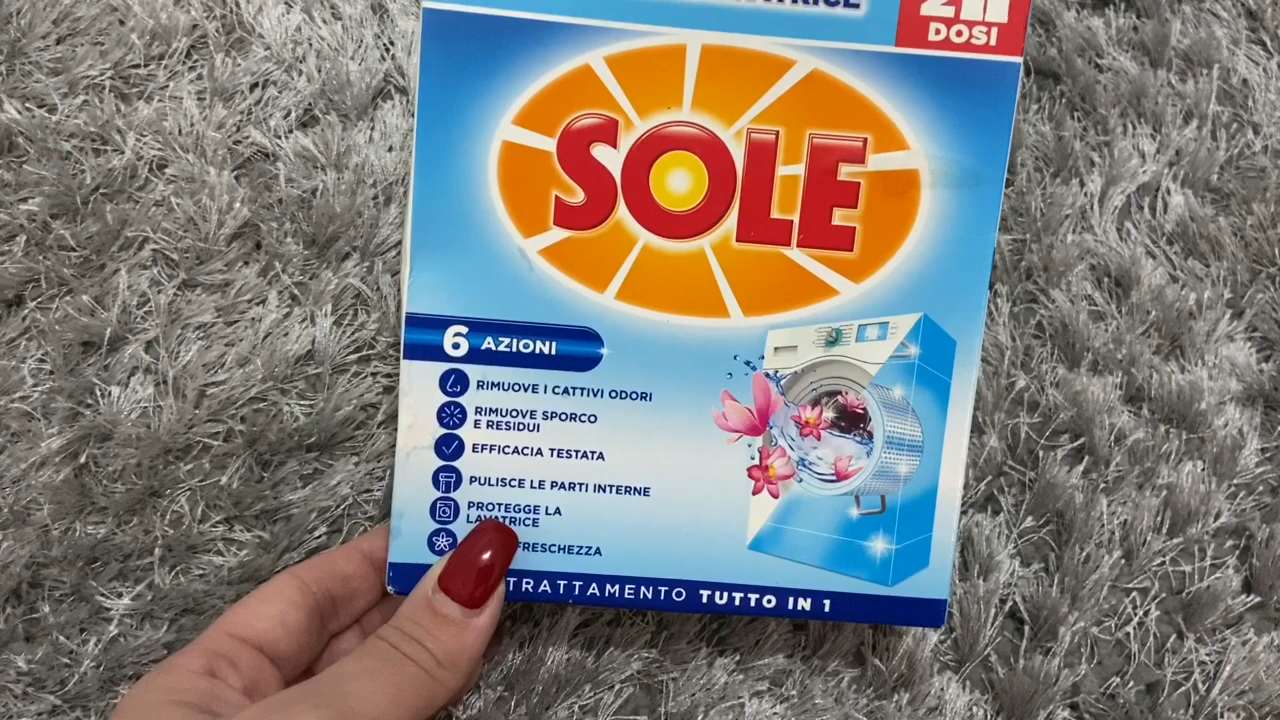 DOSI
SOLE
6 AZIONI
RIMUOVE I CATTIVI ODORI
RIMUOVE SPORCO
E RESIDUI
EFFICACIA TESTATA
PULISCE LE PARTI INTERNE
PROTEGGE LA
LAVATRICE
FRESCHEZZA
TRATTAMENTO TUTTO IN 1